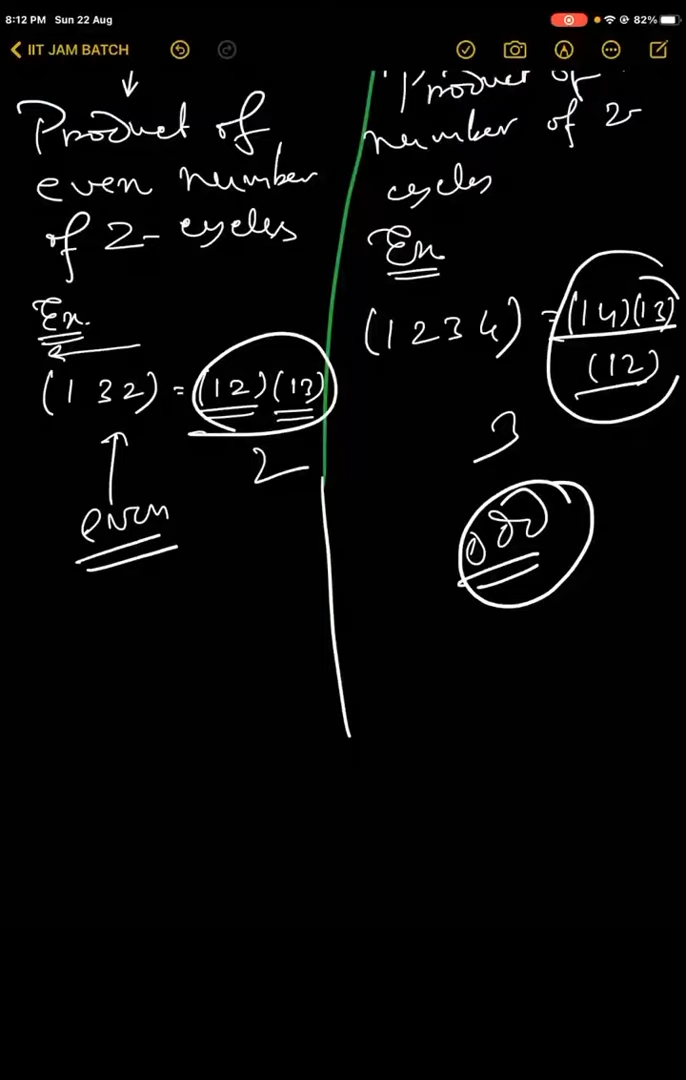 8:12 PM Sun 22 Aug
82%
IIT JAM BATCH
Product of
even number
of 2-cycles
Ex.
(1 3 2) = (12)(13)
2
even
Product of
number of 2
cycles
Ex
(1 2 3 4) = (14)(13)
(12)
3
odd